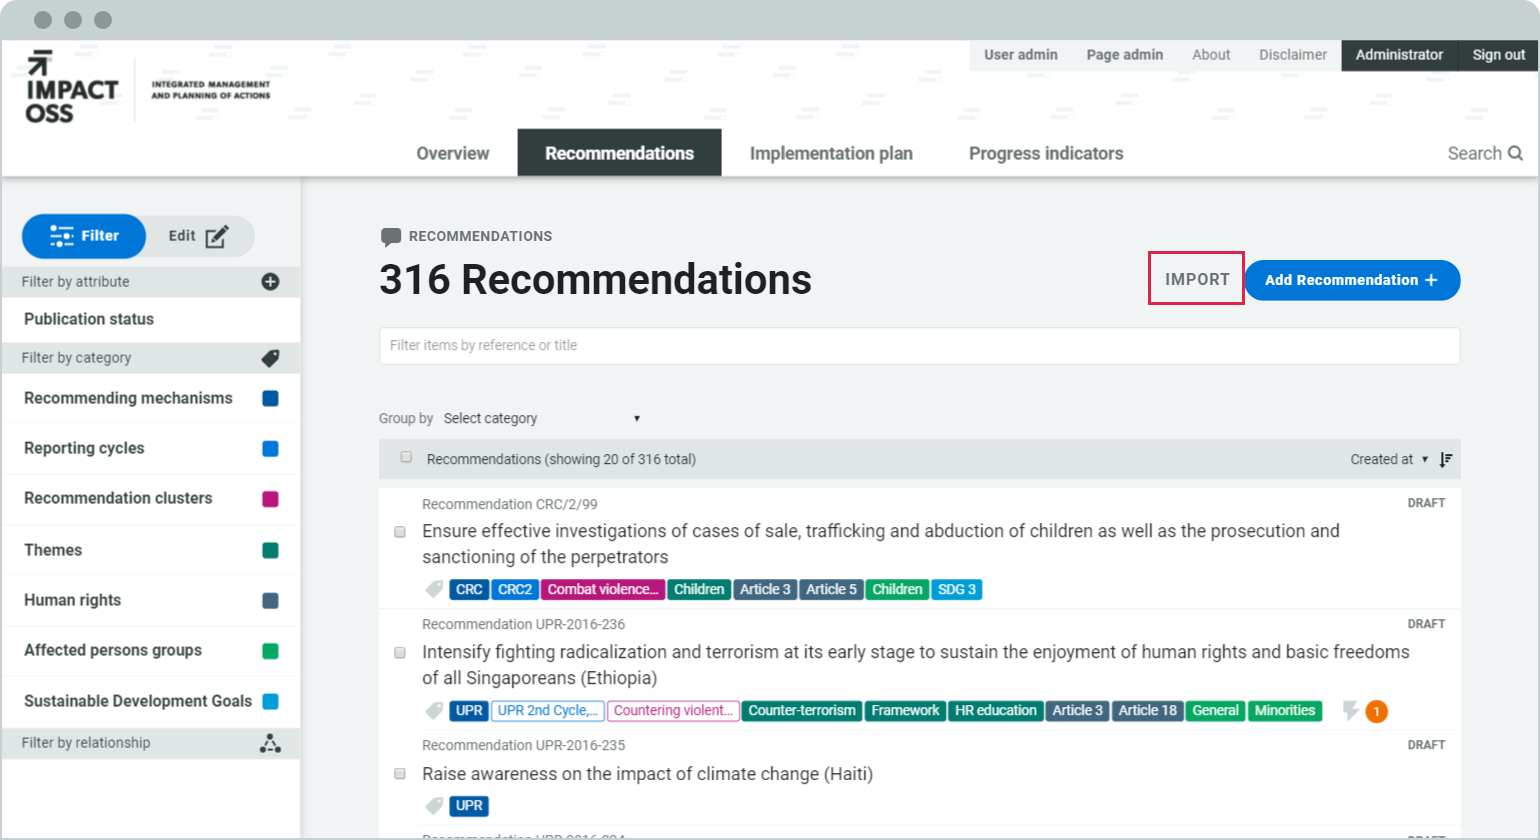 User admin Page admin About Disclaimer Administrator Sign out
IMPACT
OSS
INTEGRATED MANAGEMENT
AND PLANNING OF ACTIONS
Overview Recommendations Implementation plan Progress indicators Search
Filter Edit
Filter by attribute
Publication status
Filter by category
Recommending mechanisms
Reporting cycles
Recommendation clusters
Themes
Human rights
Affected persons groups
Sustainable Development Goals
Filter by relationship
RECOMMENDATIONS
316 Recommendations
IMPORT Add Recommendation +
Filter items by reference or title
Group by Select category
Recommendations (showing 20 of 316 total) Created at
Recommendation CRC/2/99 DRAFT
Ensure effective investigations of cases of sale, trafficking and abduction of children as well as the prosecution and
sanctioning of the perpetrators
CRC CRC2 Combat violence... Children Article 3 Article 5 Children SDG 3
Recommendation UPR-2016-236 DRAFT
Intensify fighting radicalization and terrorism at its early stage to sustain the enjoyment of human rights and basic freedoms
of all Singaporeans (Ethiopia)
UPR UPR 2nd Cycle,... Countering violent... Counter-terrorism Framework HR education Article 3 Article 18 General Minorities 1
Recommendation UPR-2016-235 DRAFT
Raise awareness on the impact of climate change (Haiti)
UPR